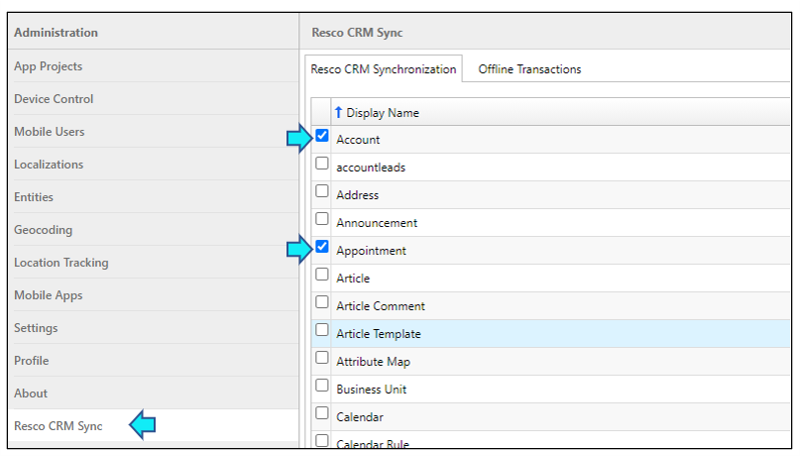 Administration
App Projects
Device Control
Mobile Users
Localizations
Entities
Geocoding
Location Tracking
Mobile Apps
Settings
Profile
About
Resco CRM Sync
Resco CRM Sync
Resco CRM Synchronization
Offline Transactions
Display Name
Account
accountleads
Address
Announcement
Appointment
Article
Article Comment
Article Template
Attribute Map
Business Unit
Calendar
Calendar Rule